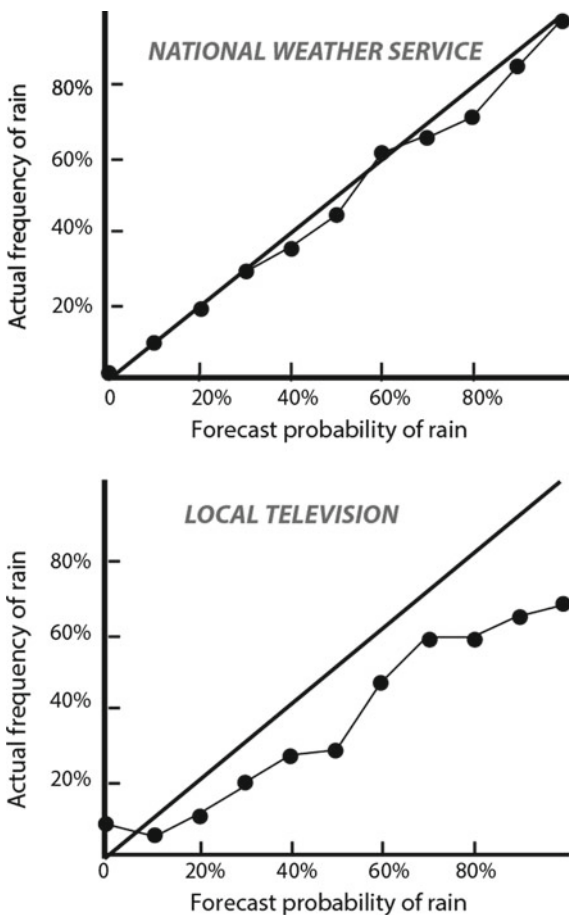 NATIONAL WEATHER SERVICE
Actual frequency of rain
80%
60%
40%
20%
0 20% 40% 60% 80%
Forecast probability of rain
LOCAL TELEVISION
Actual frequency of rain
80%
60%
40%
20%
0 20% 40% 60% 80%
Forecast probability of rain